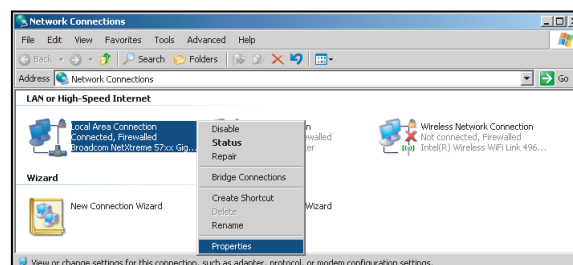 Network Connections
File Edit View Favorites Tools Advanced Help
Back Search Folders
Address Network Connections Go
LAN or High-Speed Internet
Local Area Connection
Connected, Firewalled
Broadcom NetXtreme 57xx Gig...
Disable
Status
Repair
Bridge Connections
Create Shortcut
Delete
Rename
Properties
Wireless Network Connection
Not connected, Firewalled
Intel(R) Wireless WiFi Link 496...
Wizard
New Connection Wizard
Wizard
View or change settings for this connection, such as adapter, protocol, or modem configuration settings.